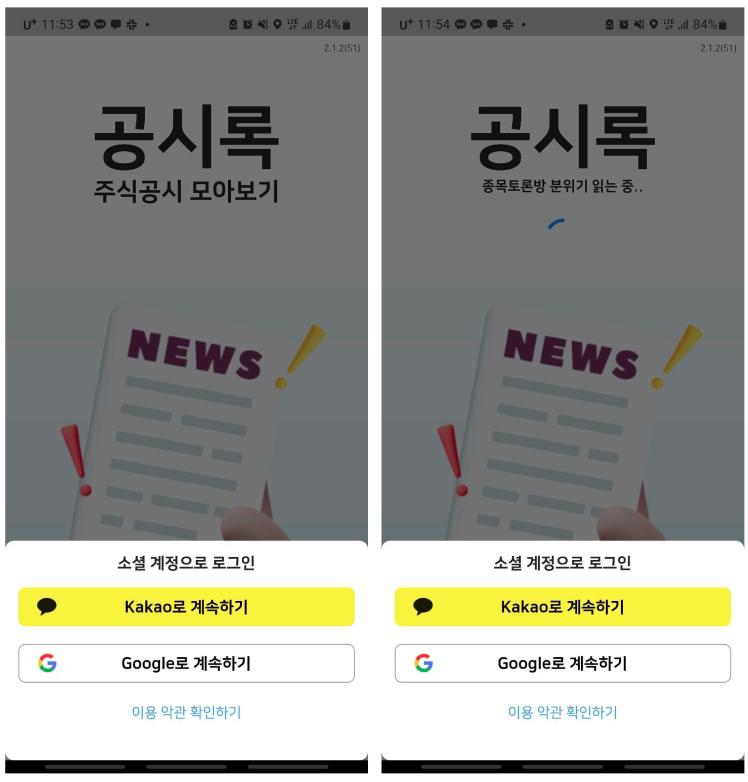 U+ 11:53
LTE 84%
2.1.2(51)
공시록
주식공시 모아보기
NEWS
소셜 계정으로 로그인
Kakao로 계속하기
Google로 계속하기
이용 약관 확인하기
U+ 11:54
LTE 84%
2.1.2(51)
공시록
종목토론방 분위기 읽는 중..
NEWS
소셜 계정으로 로그인
Kakao로 계속하기
Google로 계속하기
이용 약관 확인하기